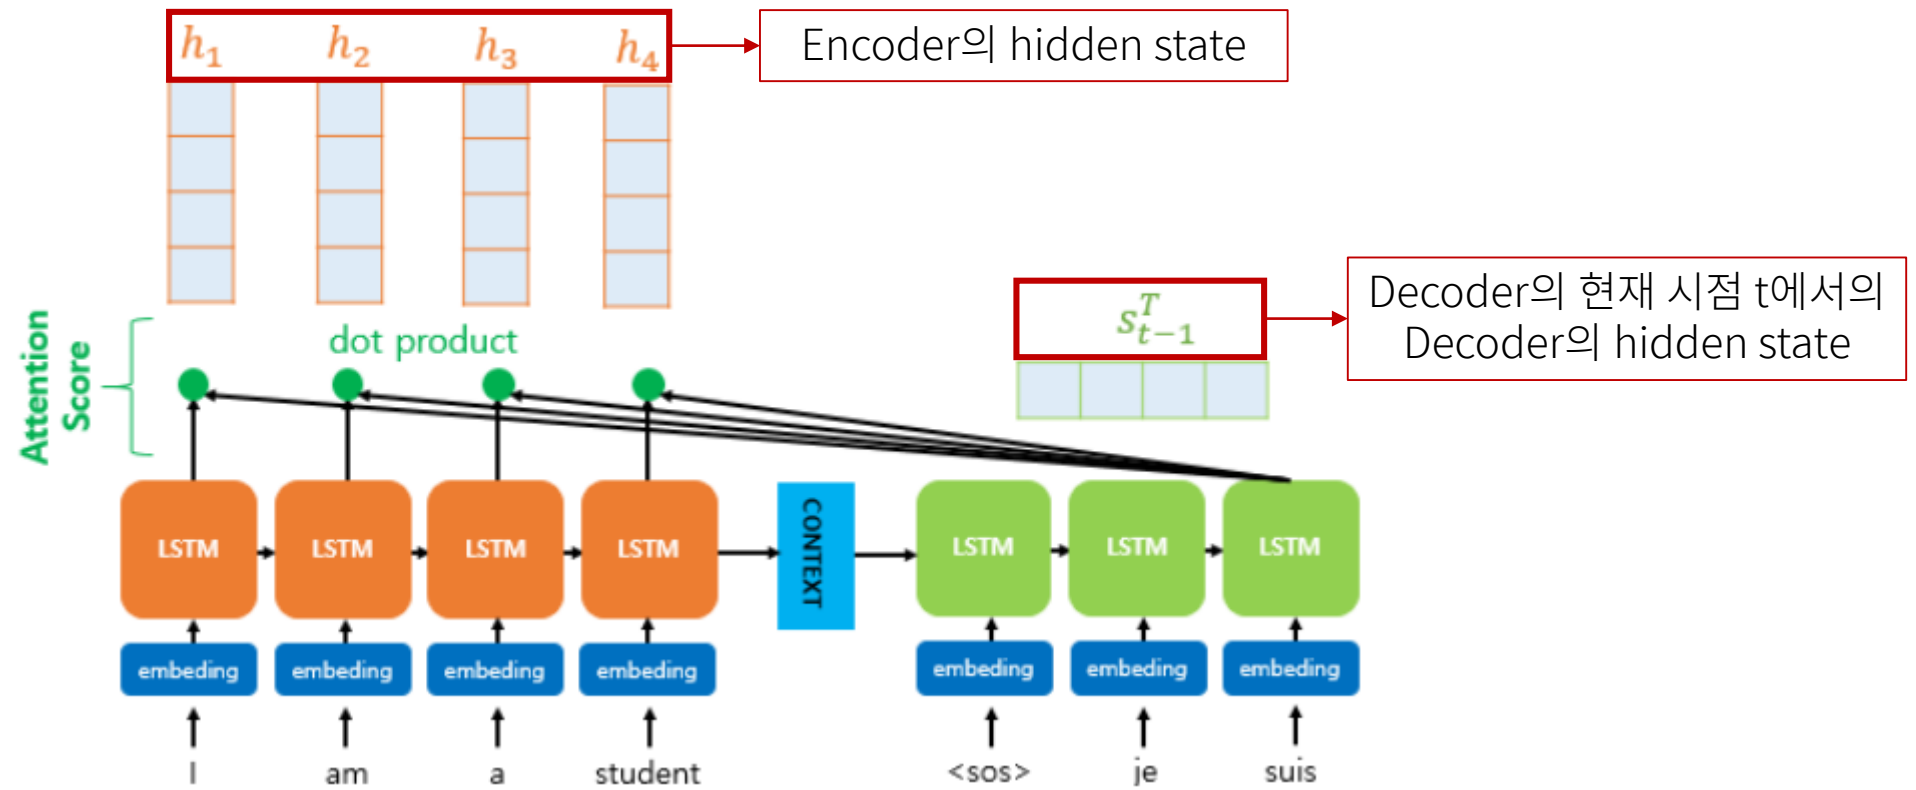 h₁ h₂ h₃ h₄
Encoder의 hidden state
Decoder의 현재 시점 t에서의
Decoder의 hidden state
s_{t-1}^T
Attention
Score
dot product
LSTM LSTM LSTM LSTM CONTEXT LSTM LSTM LSTM
embeding embeding embeding embeding embeding embeding embeding
I am a student <sos> je suis